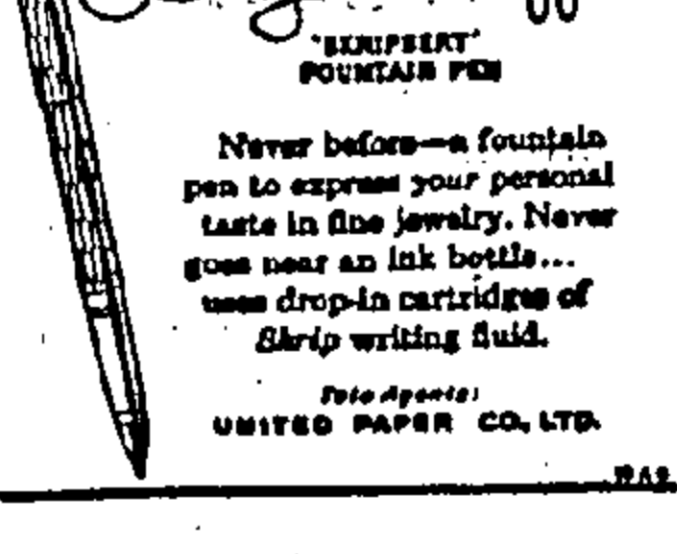 "SKRIPSERT"
FOUNTAIN PEN
Never before—a fountain
pen to express your personal
taste in fine jewelry. Never
goes near an ink bottle...
uses drop-in cartridges of
Skrip writing fluid.
Sole Agents:
UNITED PAPER CO., LTD.